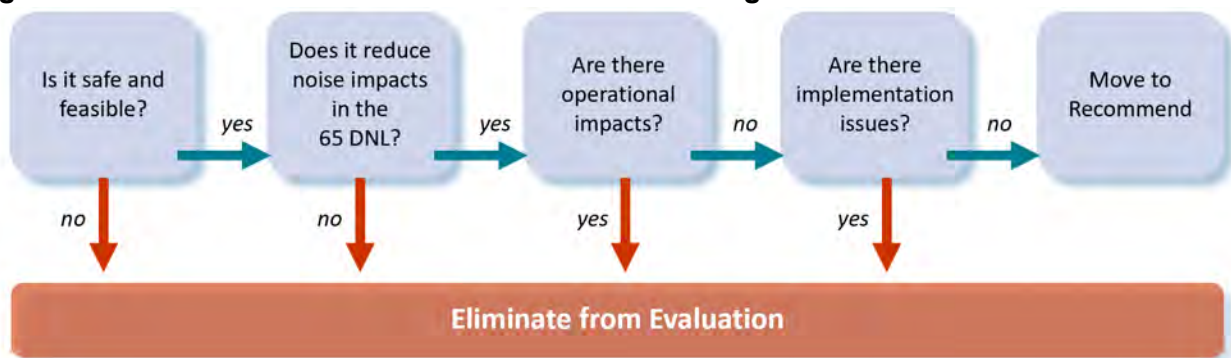 Is it safe and
feasible?
yes
no
Does it reduce
noise impacts
in the
65 DNL?
yes
no
Are there
operational
impacts?
no
yes
Are there
implementation
issues?
no
yes
Move to
Recommend
Eliminate from Evaluation